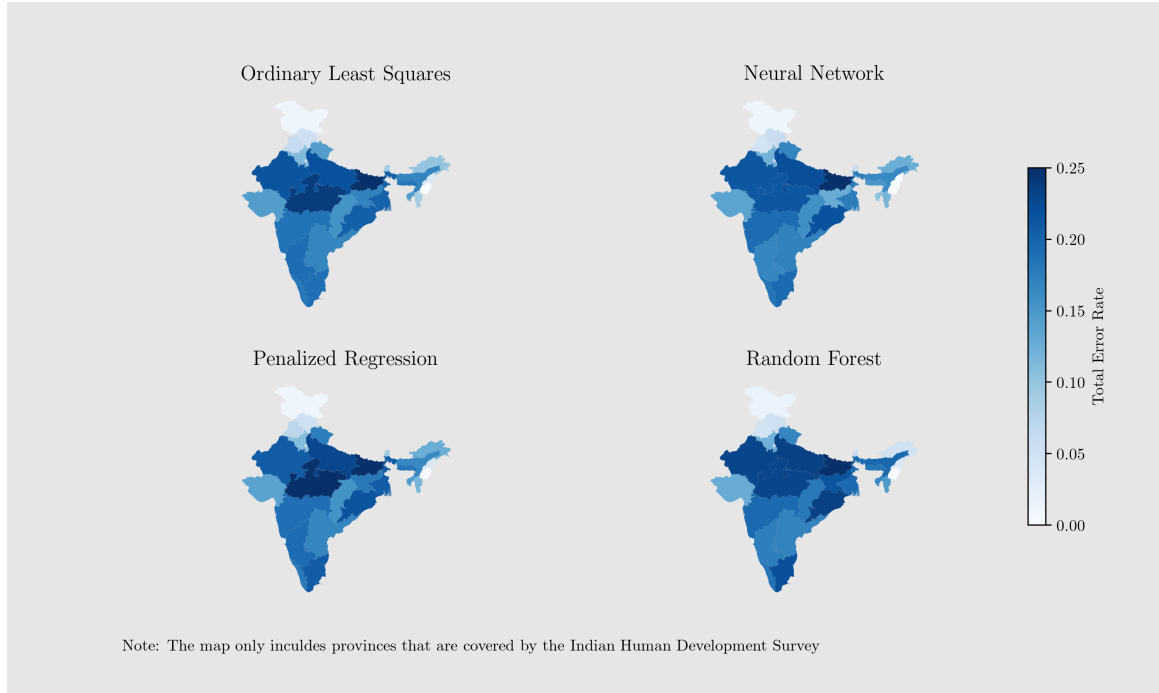 Ordinary Least Squares
Neural Network
Penalized Regression
Random Forest
0.25
0.20
0.15
0.10
0.05
0.00
Total Error Rate
Note: The map only inculdes provinces that are covered by the Indian Human Development Survey